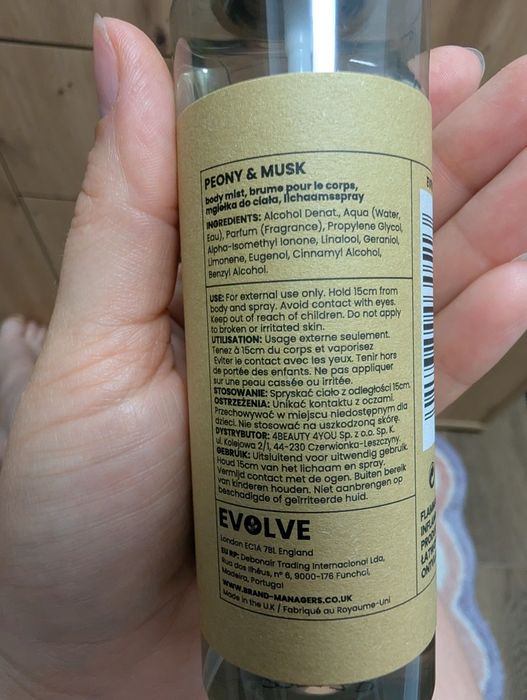 PEONY & MUSK
body mist, brume pour le corps,
mgiełka do ciała, lichaamsspray
INGREDIENTS: Alcohol Denat., Aqua (Water,
Eau), Parfum (Fragrance), Propylene Glycol,
Alpha-Isomethyl Ionone, Linalool, Geraniol,
Limonene, Eugenol, Cinnamyl Alcohol,
Benzyl Alcohol.
USE: For external use only. Hold 15cm from
body and spray. Avoid contact with eyes.
Keep out of reach of children. Do not apply
to broken or irritated skin.
UTILISATION: Usage externe seulement.
Tenez à 15cm du corps et vaporisez
Eviter le contact avec les yeux. Tenir hors
de portée des enfants. Ne pas appliquer
sur une peau cassée ou irritée.
STOSOWANIE: Spryskać ciało z odległości 15cm.
OSTRZEŻENIA: Unikać kontaktu z oczami.
Przechowywać w miejscu niedostępnym dla
dzieci. Nie stosować na uszkodzoną skórę.
DYSTRYBUTOR: 4BEAUTY 4YOU Sp. z o.o. Sp. K.
ul. Kolejowa 2/1, 44-230 Czerwionka-Leszczyny.
GEBRUIK: Uitsluitend voor uitwendig gebruik.
Houd 15cm van het lichaam en spray.
Vermijd contact met de ogen. Buiten bereik
van kinderen houden. Niet aanbrengen op
beschadigde of geïrriteerde huid.
EVOLVE
London EC1A 7BL England
EU RP: Debonair Trading Internacional Lda,
Rua dos Ilhéus, nº 6, 9000-176 Funchal,
Madeira, Portugal
WWW.BRAND-MANAGERS.CO.UK
Made in the U.K / Fabriqué au Royaume-Uni